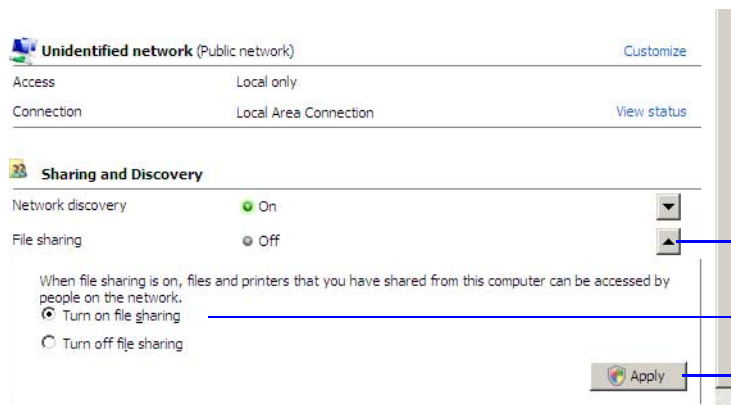 Unidentified network (Public network) Customize
Access Local only
Connection Local Area Connection View status
Sharing and Discovery
Network discovery On
File sharing Off
When file sharing is on, files and printers that you have shared from this computer can be accessed by
people on the network.
Turn on file sharing
Turn off file sharing
Apply